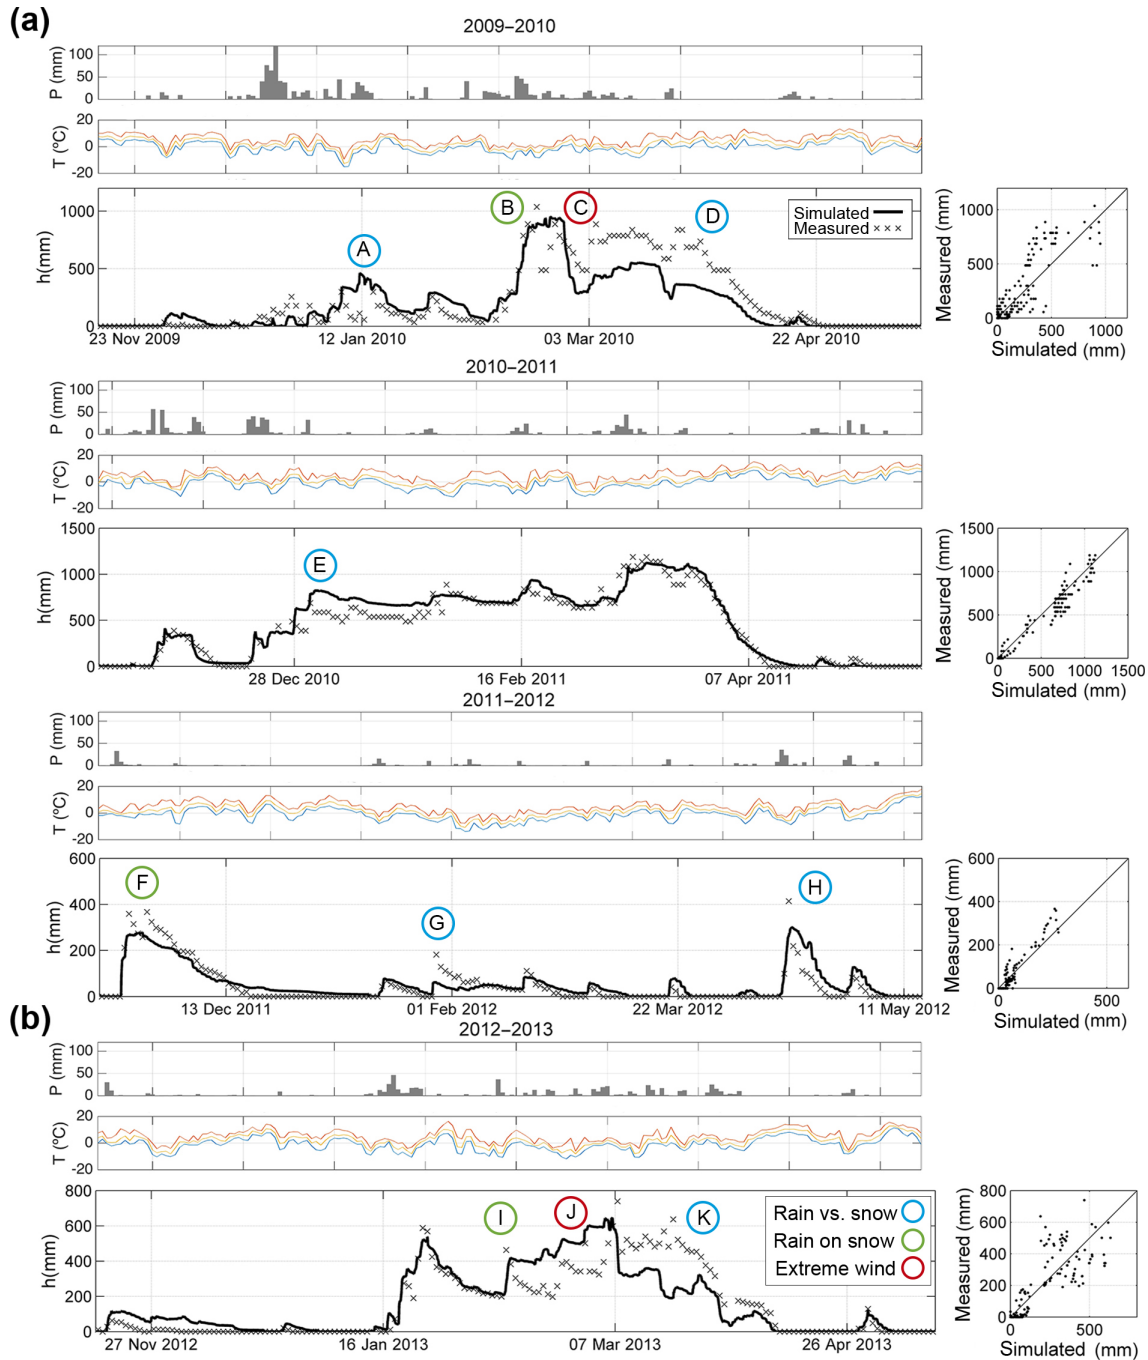 (a)
2009–2010
P (mm)
100
50
0
T (ºC)
20
0
-20
h(mm)
1000
500
0
A
B
C
D
Simulated
Measured
23 Nov 2009
12 Jan 2010
03 Mar 2010
22 Apr 2010
Measured (mm)
1000
500
0
0
500
1000
Simulated (mm)
2010–2011
P (mm)
100
50
0
T (ºC)
20
0
-20
h(mm)
1500
1000
500
0
E
28 Dec 2010
16 Feb 2011
07 Apr 2011
Measured (mm)
1500
1000
500
0
0
500
1000
1500
Simulated (mm)
2011–2012
P (mm)
100
50
0
T (ºC)
20
0
-20
h(mm)
600
400
200
0
F
G
H
13 Dec 2011
01 Feb 2012
22 Mar 2012
11 May 2012
Measured (mm)
600
400
200
0
0
500
Simulated (mm)
(b)
2012–2013
P (mm)
100
50
0
T (ºC)
20
0
-20
h(mm)
800
600
400
200
0
I
J
K
Rain vs. snow
Rain on snow
Extreme wind
27 Nov 2012
16 Jan 2013
07 Mar 2013
26 Apr 2013
Measured (mm)
800
600
400
200
0
0
500
Simulated (mm)